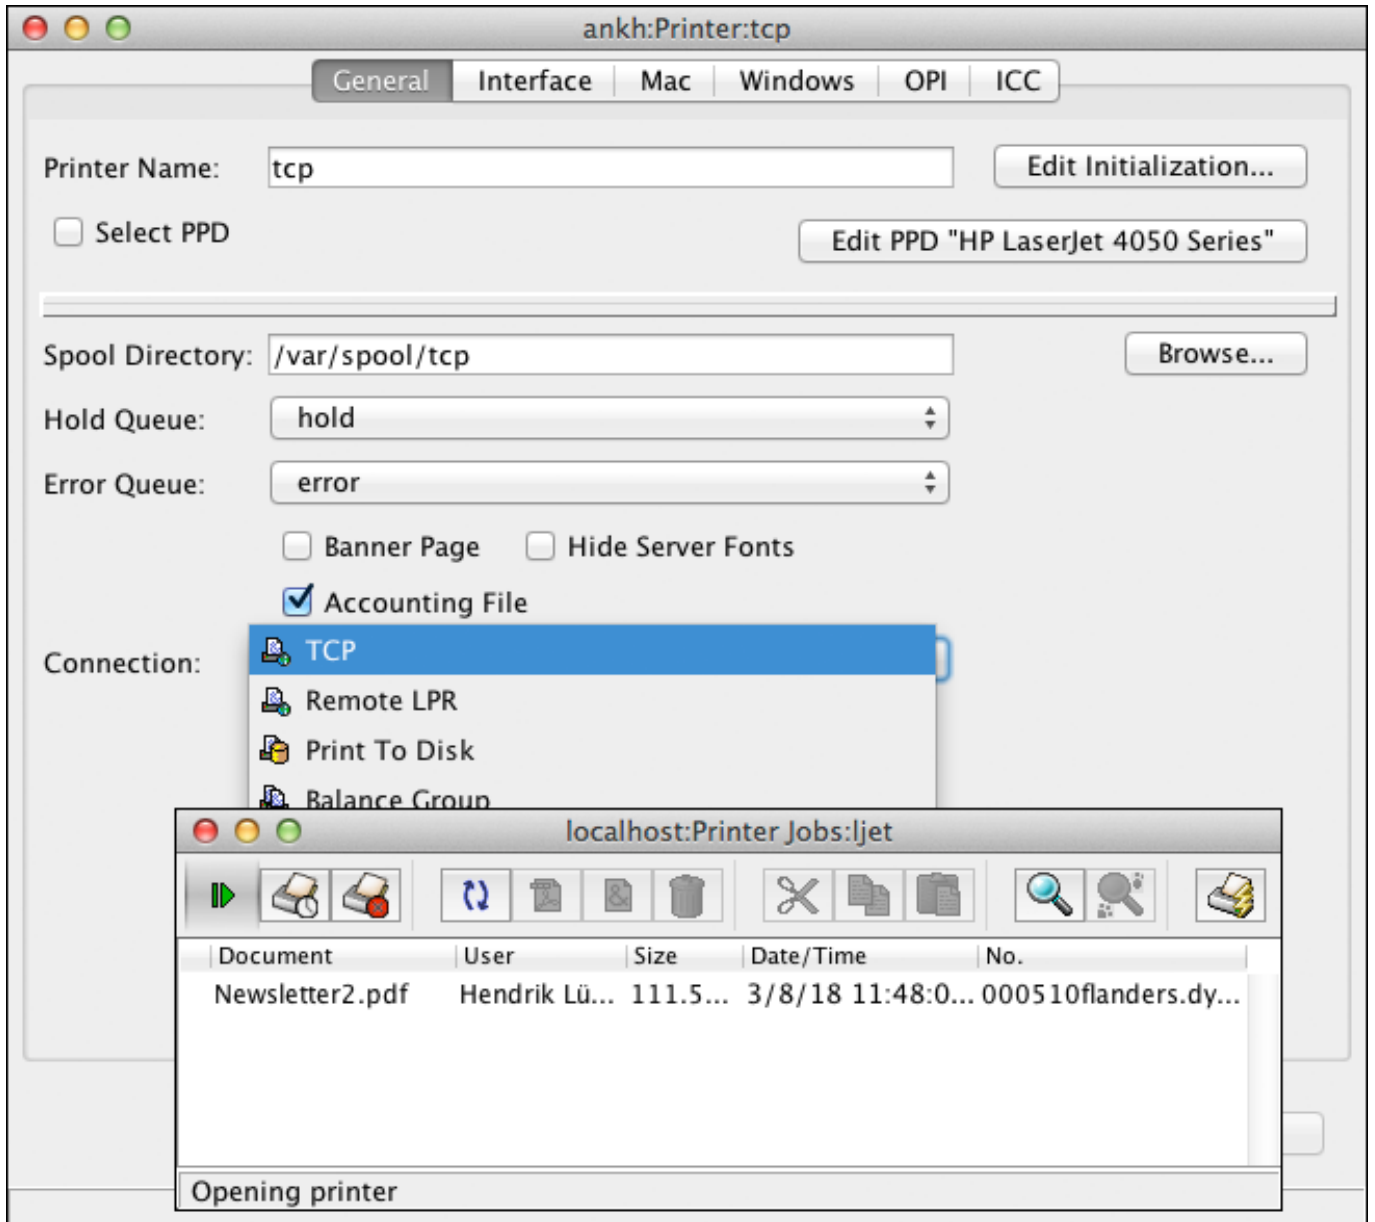 ankh:Printer:tcp
General Interface Mac Windows OPI ICC
Printer Name: tcp Edit Initialization...
Select PPD Edit PPD "HP LaserJet 4050 Series"
Spool Directory: /var/spool/tcp Browse...
Hold Queue: hold
Error Queue: error
Banner Page Hide Server Fonts
Accounting File
Connection: TCP
Remote LPR
Print To Disk
Balance Group
localhost:Printer Jobs:ljet
Document User Size Date/Time No.
Newsletter2.pdf Hendrik Lü... 111.5... 3/8/18 11:48:0... 000510flanders.dy...
Opening printer